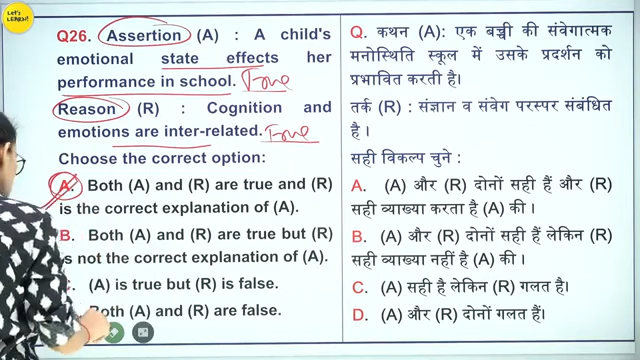 Let's
LEARN!
Q26. Assertion (A) : A child's
emotional state effects her
performance in school. True
Reason (R) : Cognition and
emotions are inter-related. True
Choose the correct option:
A. Both (A) and (R) are true and (R)
is the correct explanation of (A).
B. Both (A) and (R) are true but (R)
is not the correct explanation of (A).
(A) is true but (R) is false.
Both (A) and (R) are false.
Q. कथन (A): एक बच्ची की संवेगात्मक
मनोस्थिति स्कूल में उसके प्रदर्शन को
प्रभावित करती है।
तर्क (R) : संज्ञान व संवेग परस्पर संबंधित
है ।
सही विकल्प चुने :
A. (A) और (R) दोनों सही हैं और (R)
सही व्याख्या करता है (A) की ।
B. (A) और (R) दोनों सही हैं लेकिन (R)
सही व्याख्या नहीं है (A) की ।
C. (A) सही है लेकिन (R) गलत है।
D. (A) और (R) दोनों गलत हैं।